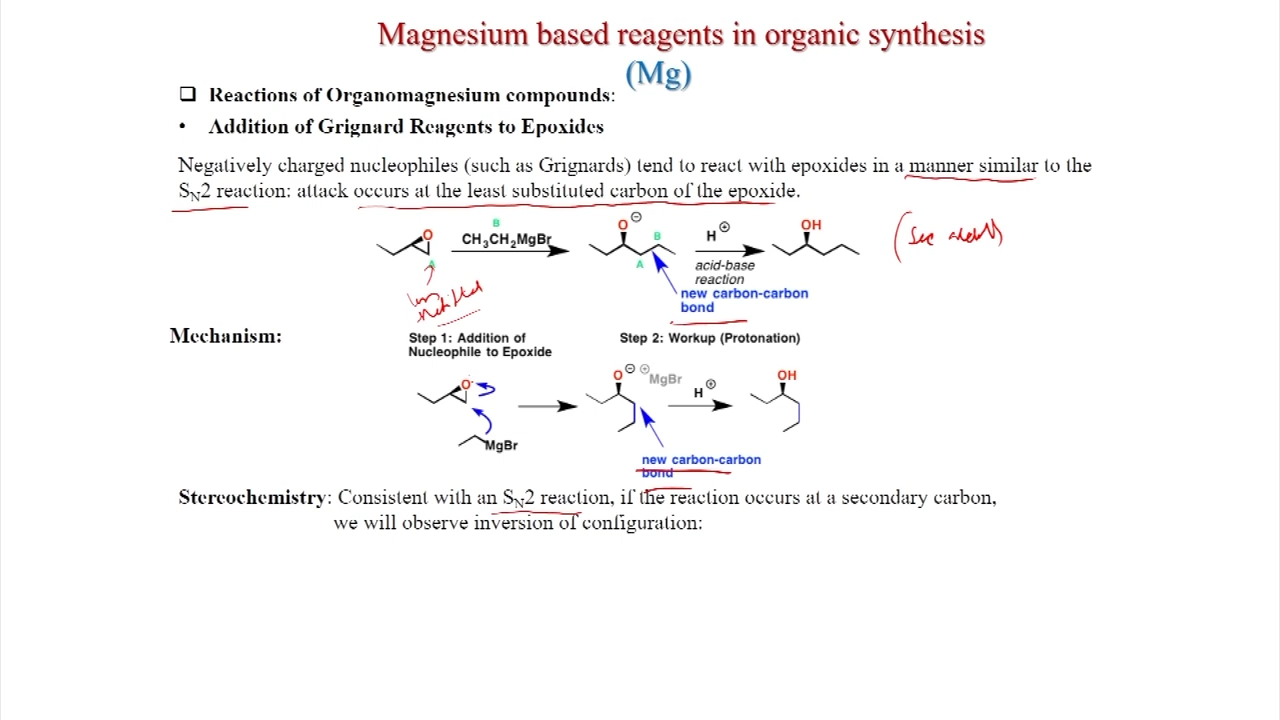 Magnesium based reagents in organic synthesis
(Mg)
❑ Reactions of Organomagnesium compounds:
• Addition of Grignard Reagents to Epoxides
Negatively charged nucleophiles (such as Grignards) tend to react with epoxides in a manner similar to the
SN2 reaction: attack occurs at the least substituted carbon of the epoxide.
O
A
B
CH3CH2MgBr
O ⊖
B
A
H ⊕
acid-base
reaction
OH
new carbon-carbon
bond
Mechanism:
Step 1: Addition of
Nucleophile to Epoxide
Step 2: Workup (Protonation)
O
MgBr
O ⊖ ⊕ MgBr
H ⊕
OH
new carbon-carbon
bond
Stereochemistry: Consistent with an SN2 reaction, if the reaction occurs at a secondary carbon,
we will observe inversion of configuration: